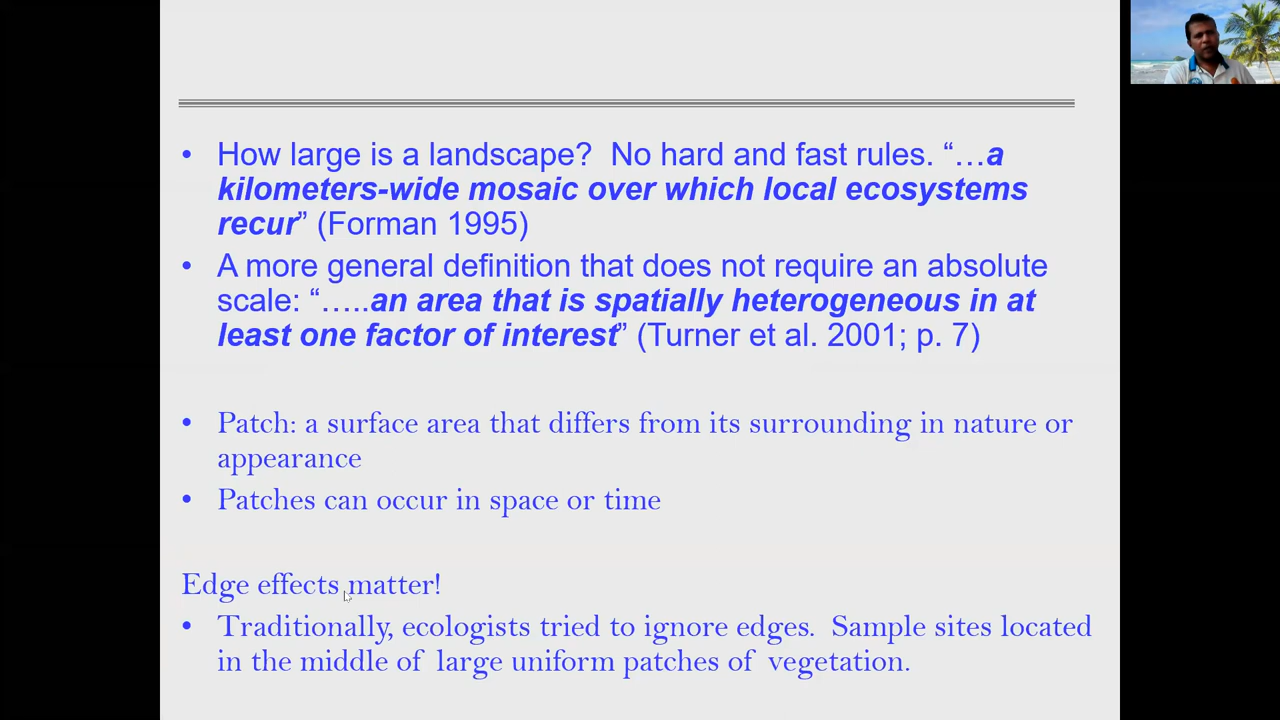 • How large is a landscape?  No hard and fast rules. “…a
kilometers-wide mosaic over which local ecosystems
recur” (Forman 1995)
• A more general definition that does not require an absolute
scale: “…..an area that is spatially heterogeneous in at
least one factor of interest” (Turner et al. 2001; p. 7)
• Patch: a surface area that differs from its surrounding in nature or
appearance
• Patches can occur in space or time
Edge effects matter!
• Traditionally, ecologists tried to ignore edges.  Sample sites located
in the middle of  large uniform patches of  vegetation.